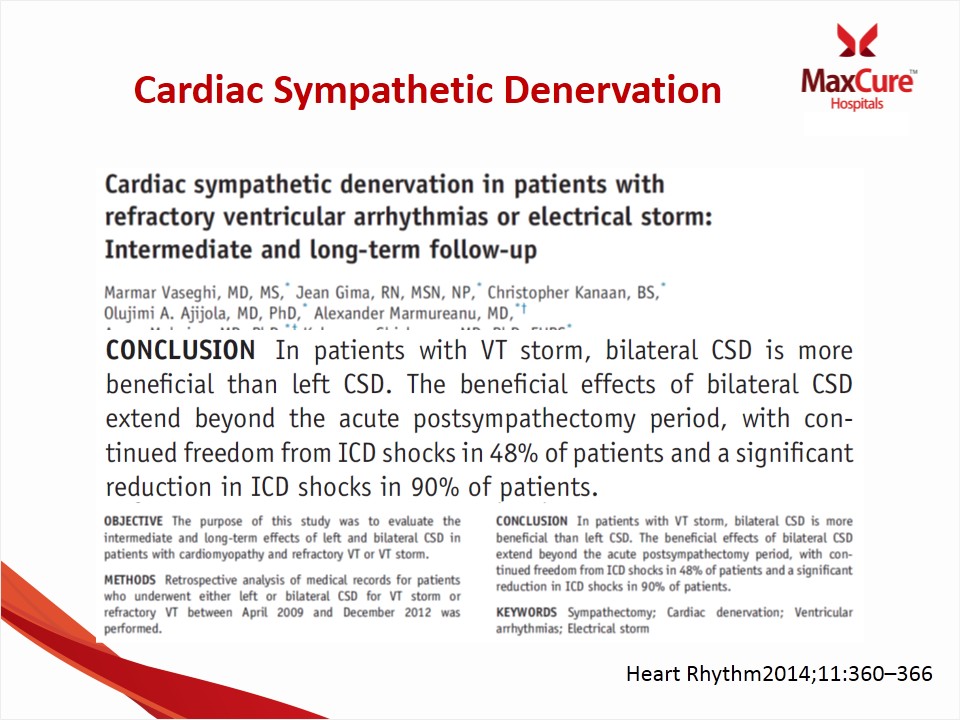 Cardiac Sympathetic Denervation
MaxCure™
Hospitals
Cardiac sympathetic denervation in patients with
refractory ventricular arrhythmias or electrical storm:
Intermediate and long-term follow-up
Marmar Vaseghi, MD, MS,* Jean Gima, RN, MSN, NP,* Christopher Kanaan, BS,*
Olujimi A. Ajijola, MD, PhD,* Alexander Marmureanu, MD,*†
CONCLUSION In patients with VT storm, bilateral CSD is more
beneficial than left CSD. The beneficial effects of bilateral CSD
extend beyond the acute postsympathectomy period, with con-
tinued freedom from ICD shocks in 48% of patients and a significant
reduction in ICD shocks in 90% of patients.
OBJECTIVE The purpose of this study was to evaluate the
intermediate and long-term effects of left and bilateral CSD in
patients with cardiomyopathy and refractory VT or VT storm.
METHODS Retrospective analysis of medical records for patients
who underwent either left or bilateral CSD for VT storm or
refractory VT between April 2009 and December 2012 was
performed.
CONCLUSION In patients with VT storm, bilateral CSD is more
beneficial than left CSD. The beneficial effects of bilateral CSD
extend beyond the acute postsympathectomy period, with con-
tinued freedom from ICD shocks in 48% of patients and a significant
reduction in ICD shocks in 90% of patients.
KEYWORDS Sympathectomy; Cardiac denervation; Ventricular
arrhythmias; Electrical storm
Heart Rhythm2014;11:360–366